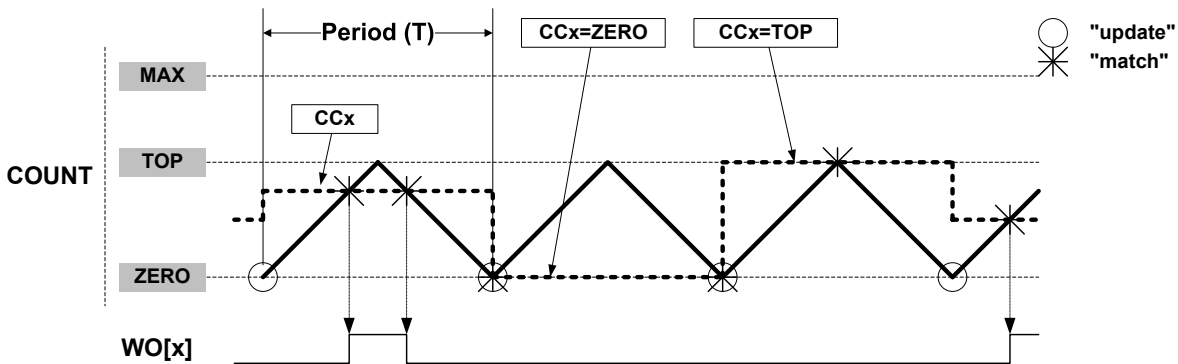 Period (T)
CCx=ZERO
CCx=TOP
"update"
"match"
MAX
CCx
COUNT
TOP
ZERO
WO[x]